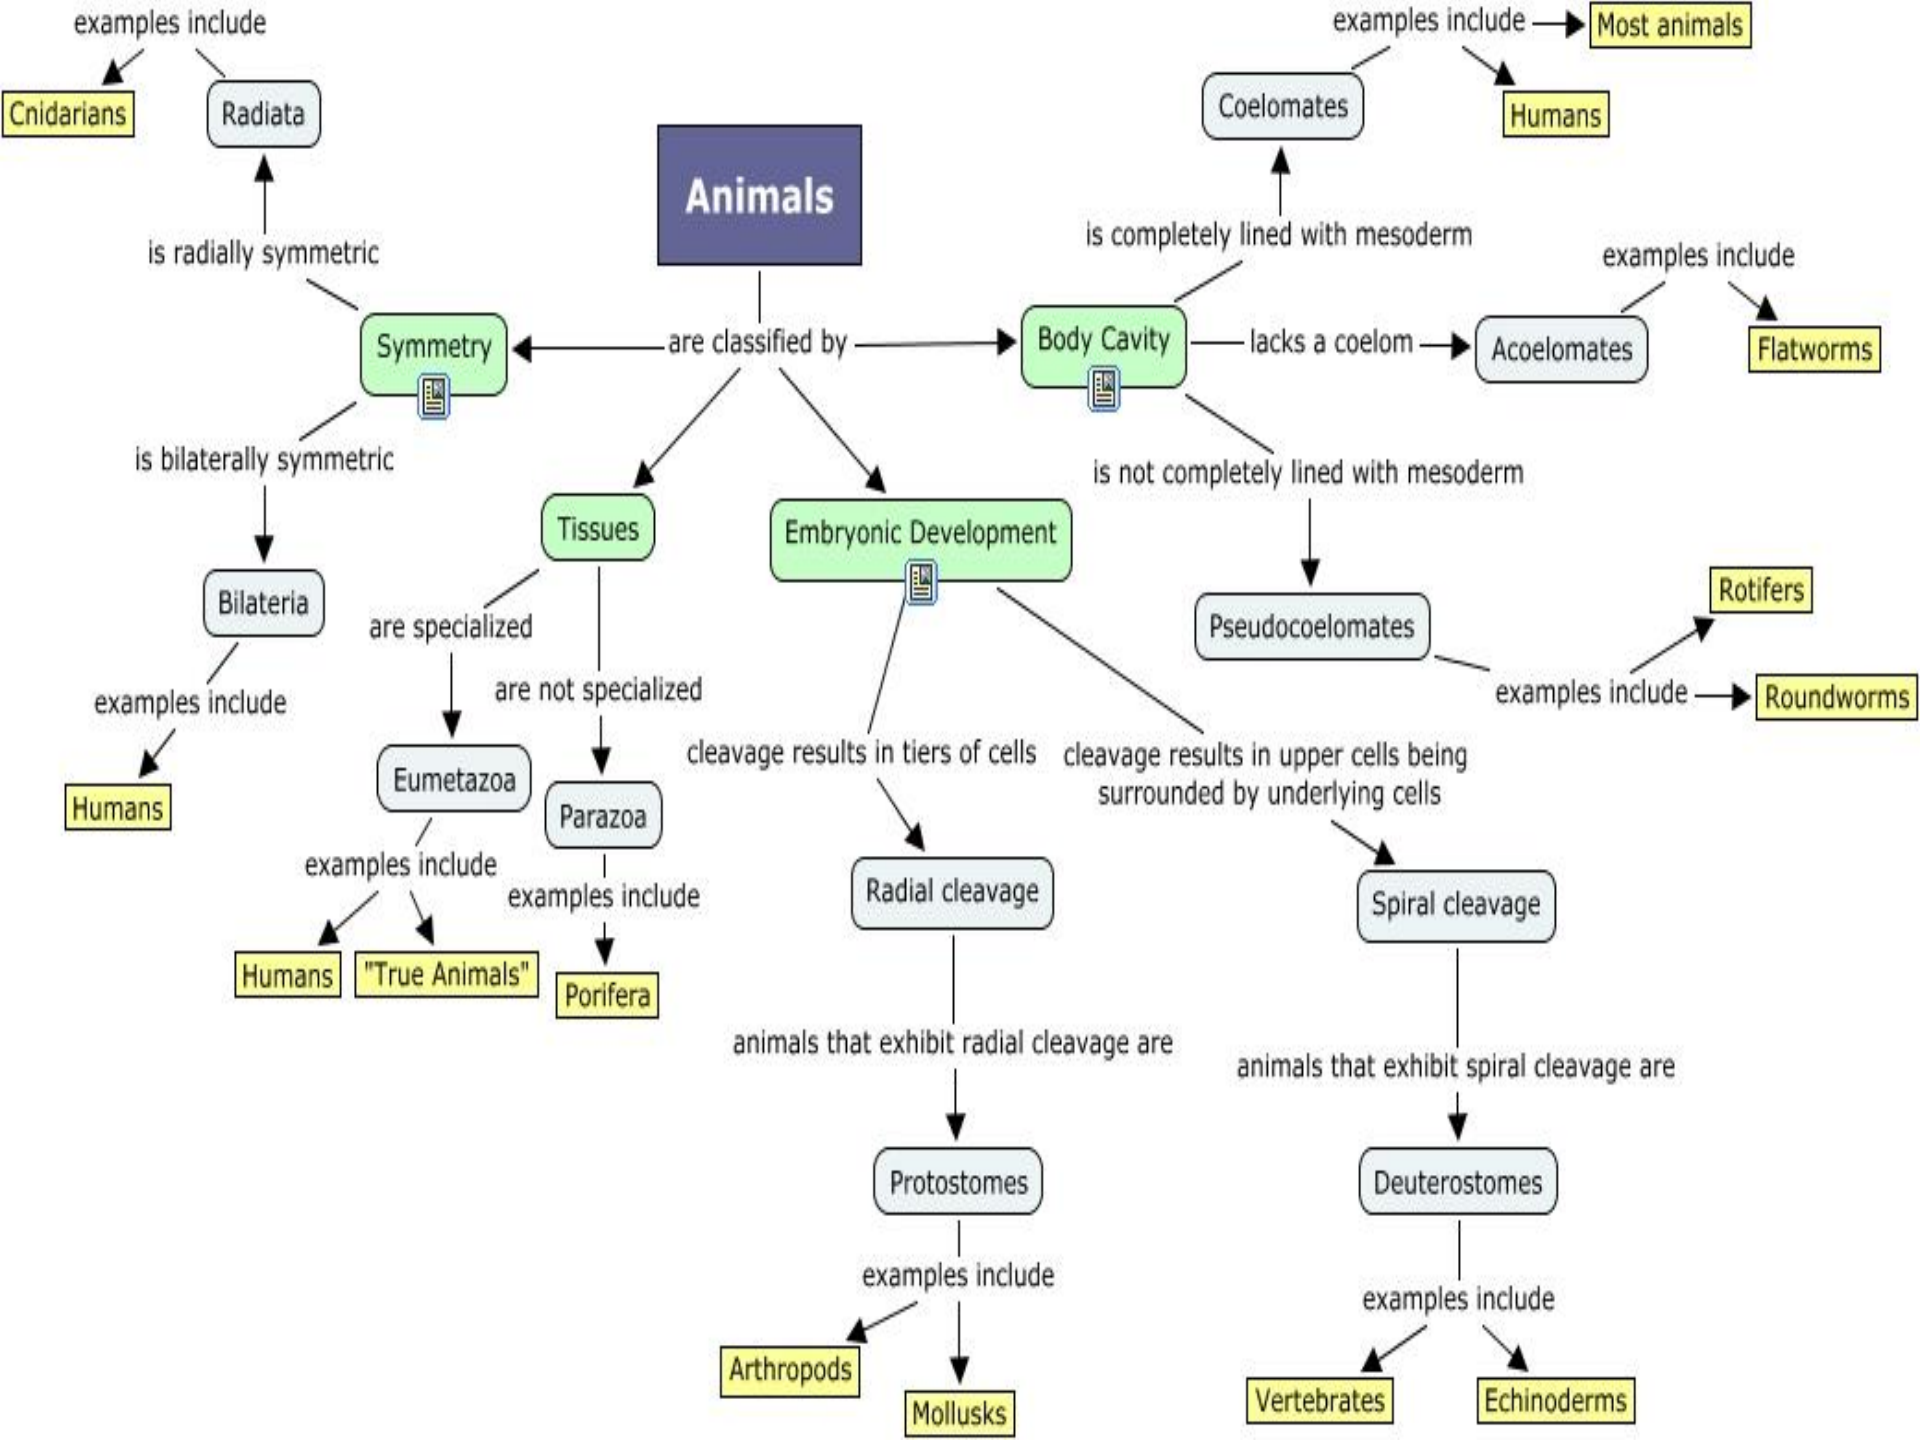 examples include
Cnidarians
Radiata
is radially symmetric
Symmetry
is bilaterally symmetric
Bilateria
examples include
Humans
Animals
are classified by
Tissues
are specialized
Eumetazoa
examples include
Humans
"True Animals"
are not specialized
Parazoa
examples include
Porifera
Embryonic Development
cleavage results in tiers of cells
Radial cleavage
animals that exhibit radial cleavage are
Protostomes
examples include
Arthropods
Mollusks
cleavage results in upper cells being
surrounded by underlying cells
Spiral cleavage
animals that exhibit spiral cleavage are
Deuterostomes
examples include
Vertebrates
Echinoderms
Body Cavity
is completely lined with mesoderm
Coelomates
examples include
Most animals
Humans
lacks a coelom
Acoelomates
examples include
Flatworms
is not completely lined with mesoderm
Pseudocoelomates
examples include
Rotifers
Roundworms